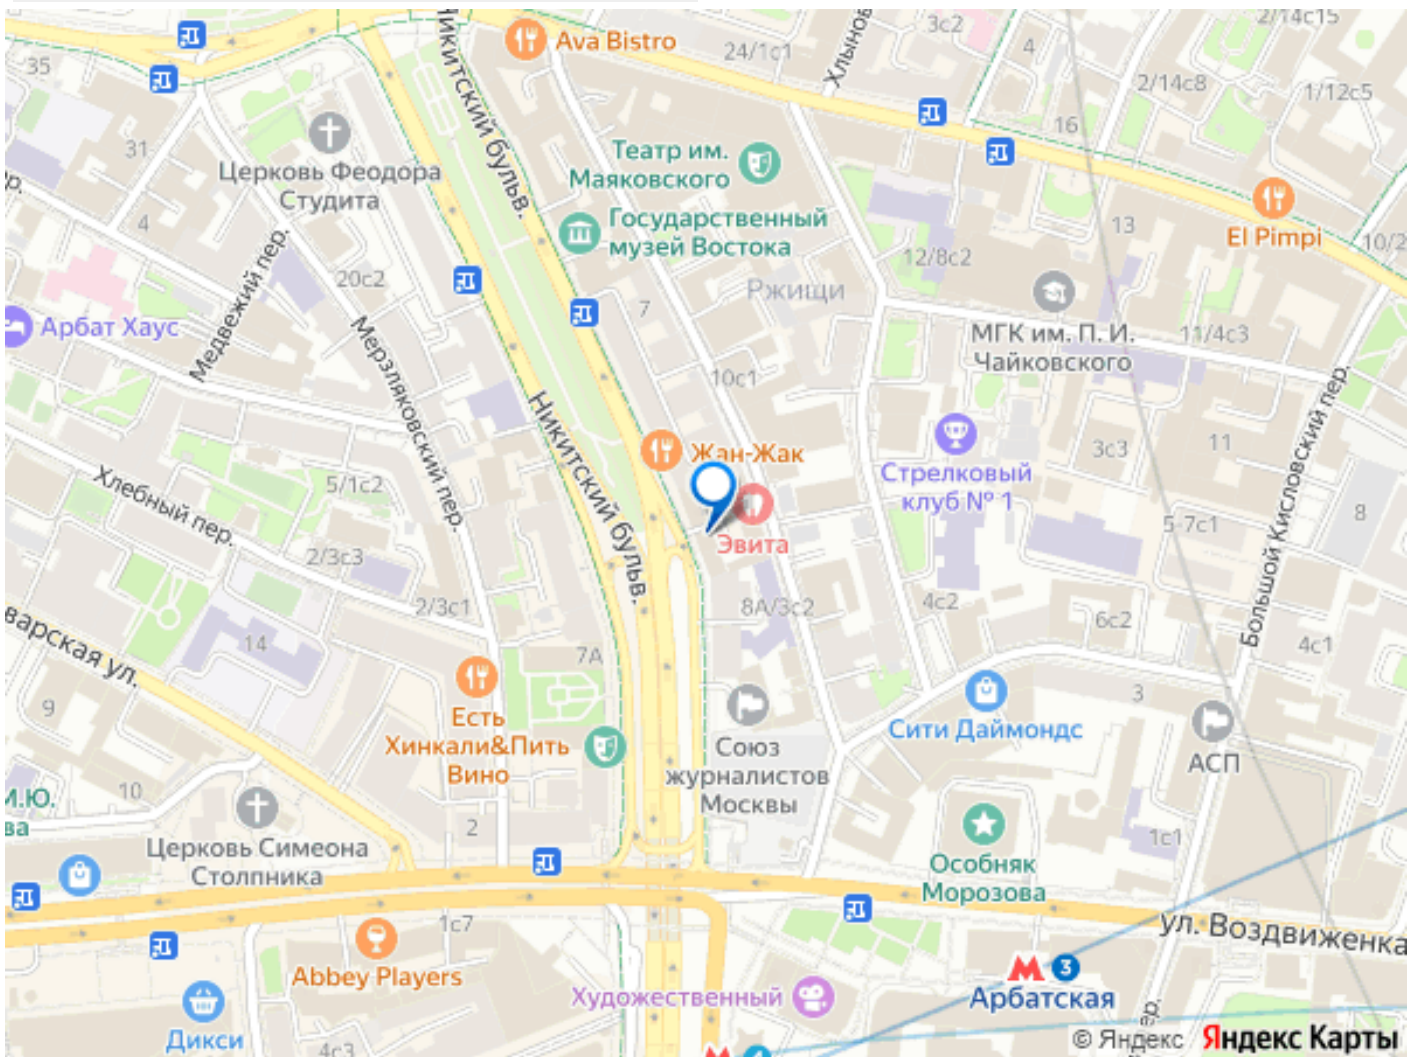 2/14с15
3с2
Ava Bistro
24/1с1
4
Никитский бульв.
Хлынов
35
2/14с8
1/12с5
16
31
Церковь Феодора
Студита
Театр им.
Маяковского
Государственный
музей Востока
El Pimpi
13
10/2
4
Медвежий пер.
20с2
12/8с2
Ржищи
7
МГК им. П. И.
Чайковского
11/4с3
Арбат Хаус
Мерзляковский пер.
10с1
Никитский бульв.
Жан-Жак
Стрелковый
клуб № 1
3с3
11
Большой Кисловский пер.
Хлебный пер.
5/1с2
Эвита
5-7с1
8
2/3с3
2/3с1
8А/3с2
4с2
6с2
4с1
варская ул.
14
7А
3
9
Есть
Хинкали&Пить
Вино
Сити Даймондс
Союз
журналистов
Москвы
АСП
10
М.Ю.
ва
2
Церковь Симеона
Столпника
Особняк
Морозова
1с1
1с7
ул. Воздвиженка
Abbey Players
Художественный
М 3
Арбатская
Дикси
4с3
пер.
© Яндекс Яндекс Карты